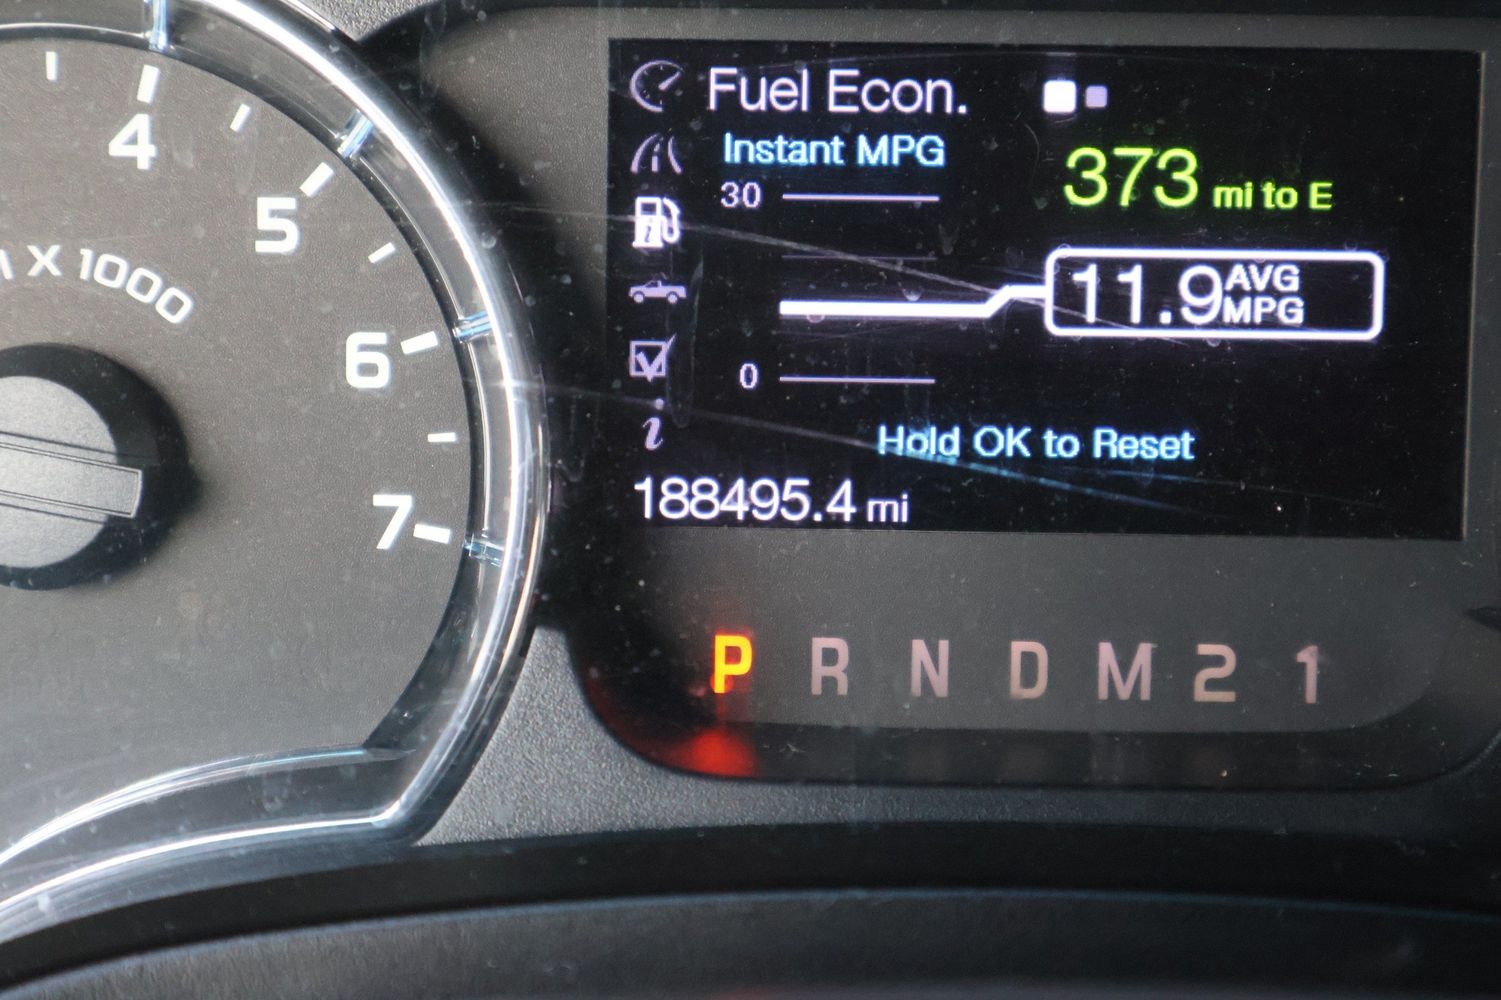 4
5
6
7
X 1000
Fuel Econ.
Instant MPG
30
0
373 mi to E
11.9 AVG MPG
Hold OK to Reset
188495.4 mi
P R N D M 2 1